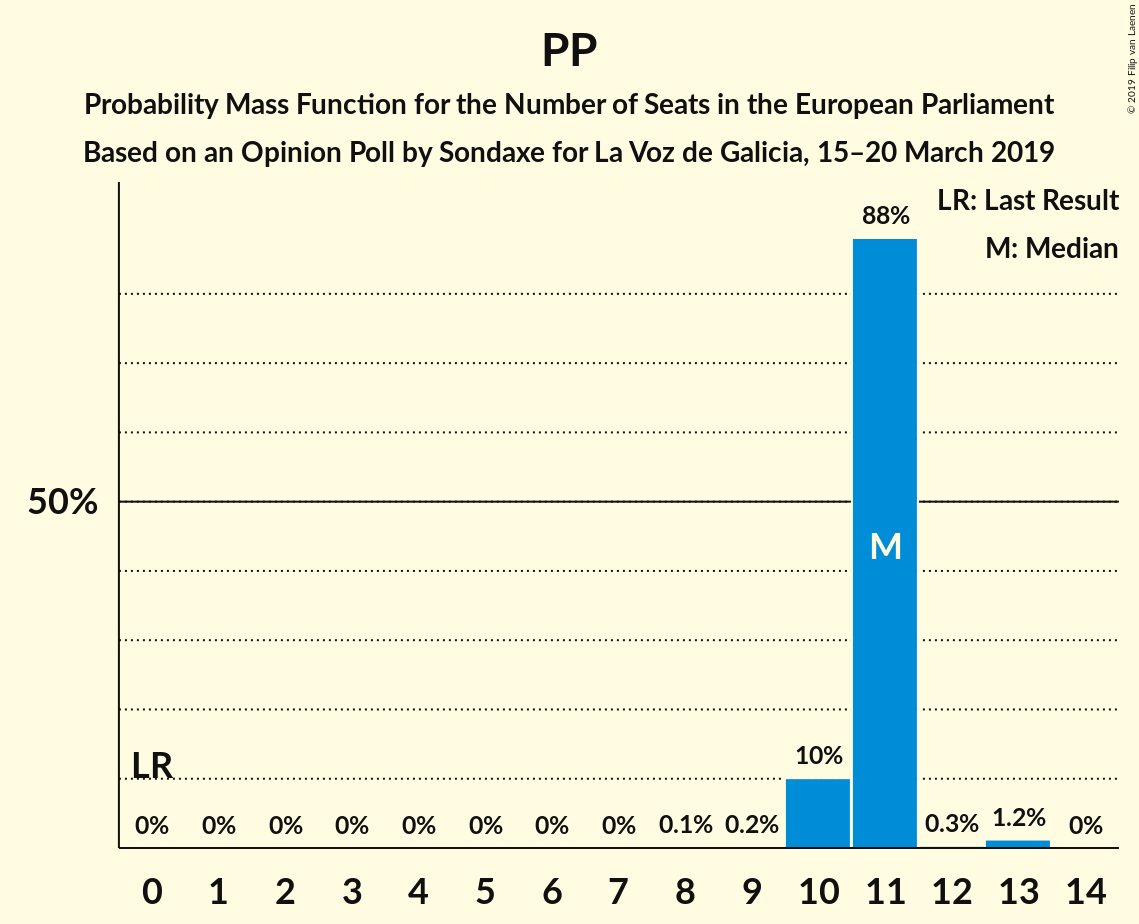 PP
Probability Mass Function for the Number of Seats in the European Parliament
Based on an Opinion Poll by Sondaxe for La Voz de Galicia, 15–20 March 2019
© 2019 Filip van Laenen
LR: Last Result
M: Median
88%
50%
M
LR
10%
0% 0% 0% 0% 0% 0% 0% 0% 0.1% 0.2% 0.3% 1.2% 0%
0 1 2 3 4 5 6 7 8 9 10 11 12 13 14